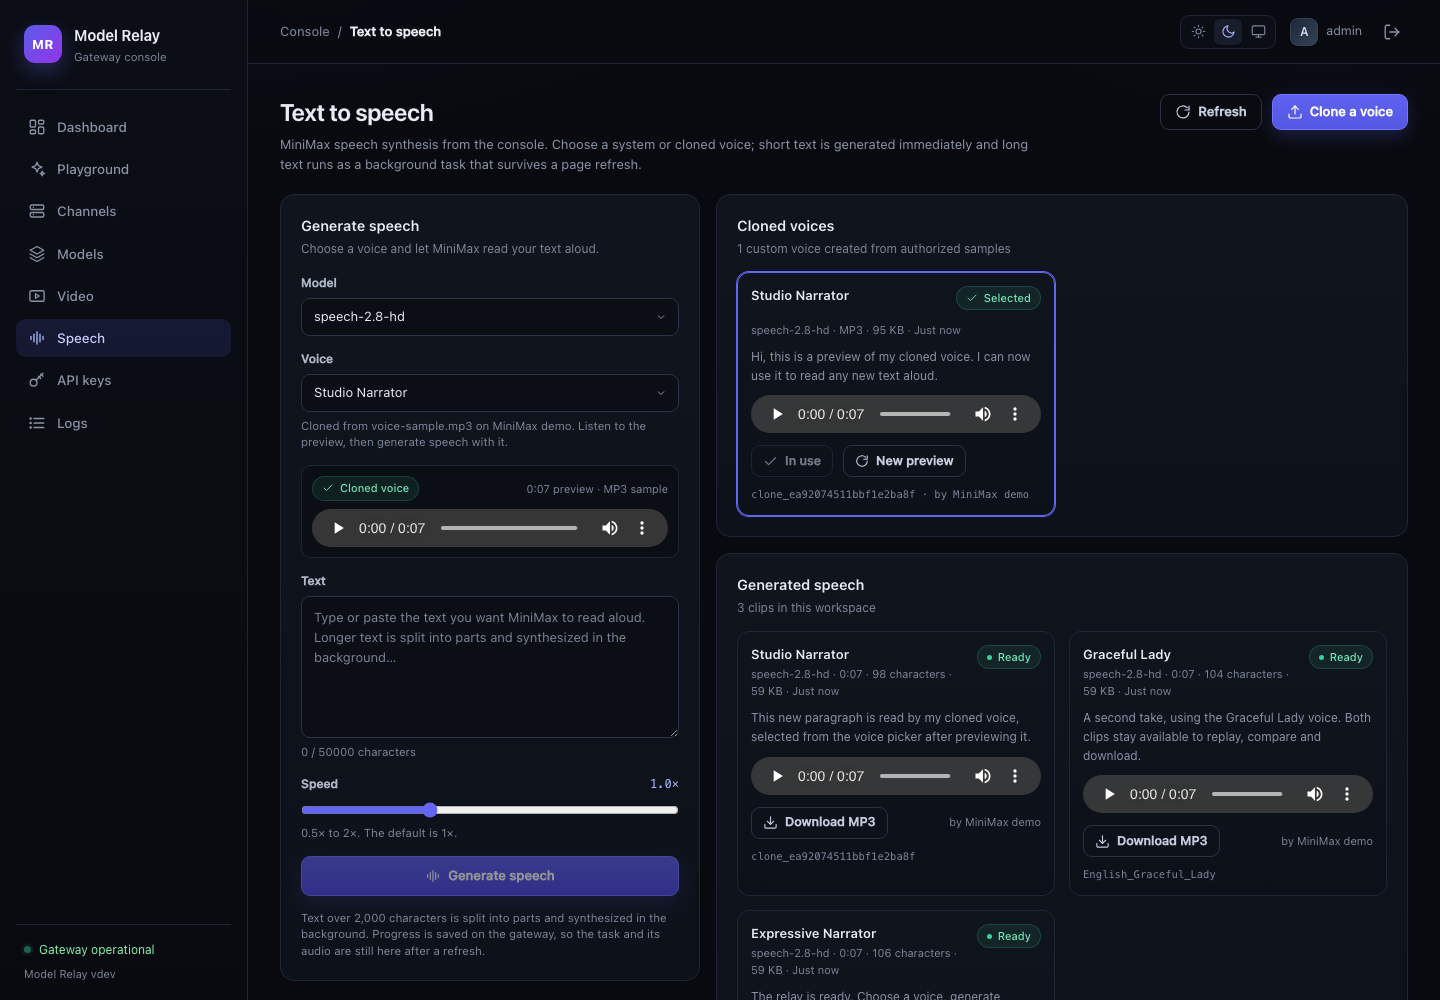 MR
Model Relay
Gateway console
Dashboard
Playground
Channels
Models
Video
Speech
API keys
Logs
Gateway operational
Model Relay vdev
Console / Text to speech
A admin
Text to speech
Refresh
Clone a voice
MiniMax speech synthesis from the console. Choose a system or cloned voice; short text is generated immediately and long
text runs as a background task that survives a page refresh.
Generate speech
Choose a voice and let MiniMax read your text aloud.
Model
speech-2.8-hd
Voice
Studio Narrator
Cloned from voice-sample.mp3 on MiniMax demo. Listen to the
preview, then generate speech with it.
Cloned voice
0:07 preview · MP3 sample
0:00 / 0:07
Text
Type or paste the text you want MiniMax to read aloud.
Longer text is split into parts and synthesized in the
background...
0 / 50000 characters
Speed
1.0×
0.5× to 2×. The default is 1×.
Generate speech
Text over 2,000 characters is split into parts and synthesized in the
background. Progress is saved on the gateway, so the task and its
audio are still here after a refresh.
Cloned voices
1 custom voice created from authorized samples
Studio Narrator
Selected
speech-2.8-hd · MP3 · 95 KB · Just now
Hi, this is a preview of my cloned voice. I can now
use it to read any new text aloud.
0:00 / 0:07
In use
New preview
clone_ea92074511bbf1e2ba8f · by MiniMax demo
Generated speech
3 clips in this workspace
Studio Narrator
Ready
speech-2.8-hd · 0:07 · 98 characters ·
59 KB · Just now
This new paragraph is read by my cloned voice,
selected from the voice picker after previewing it.
0:00 / 0:07
Download MP3
by MiniMax demo
clone_ea92074511bbf1e2ba8f
Graceful Lady
Ready
speech-2.8-hd · 0:07 · 104 characters ·
59 KB · Just now
A second take, using the Graceful Lady voice. Both
clips stay available to replay, compare and
download.
0:00 / 0:07
Download MP3
by MiniMax demo
English_Graceful_Lady
Expressive Narrator
Ready
speech-2.8-hd · 0:07 · 106 characters ·
59 KB · Just now
The relay is ready. Choose a voice, generate